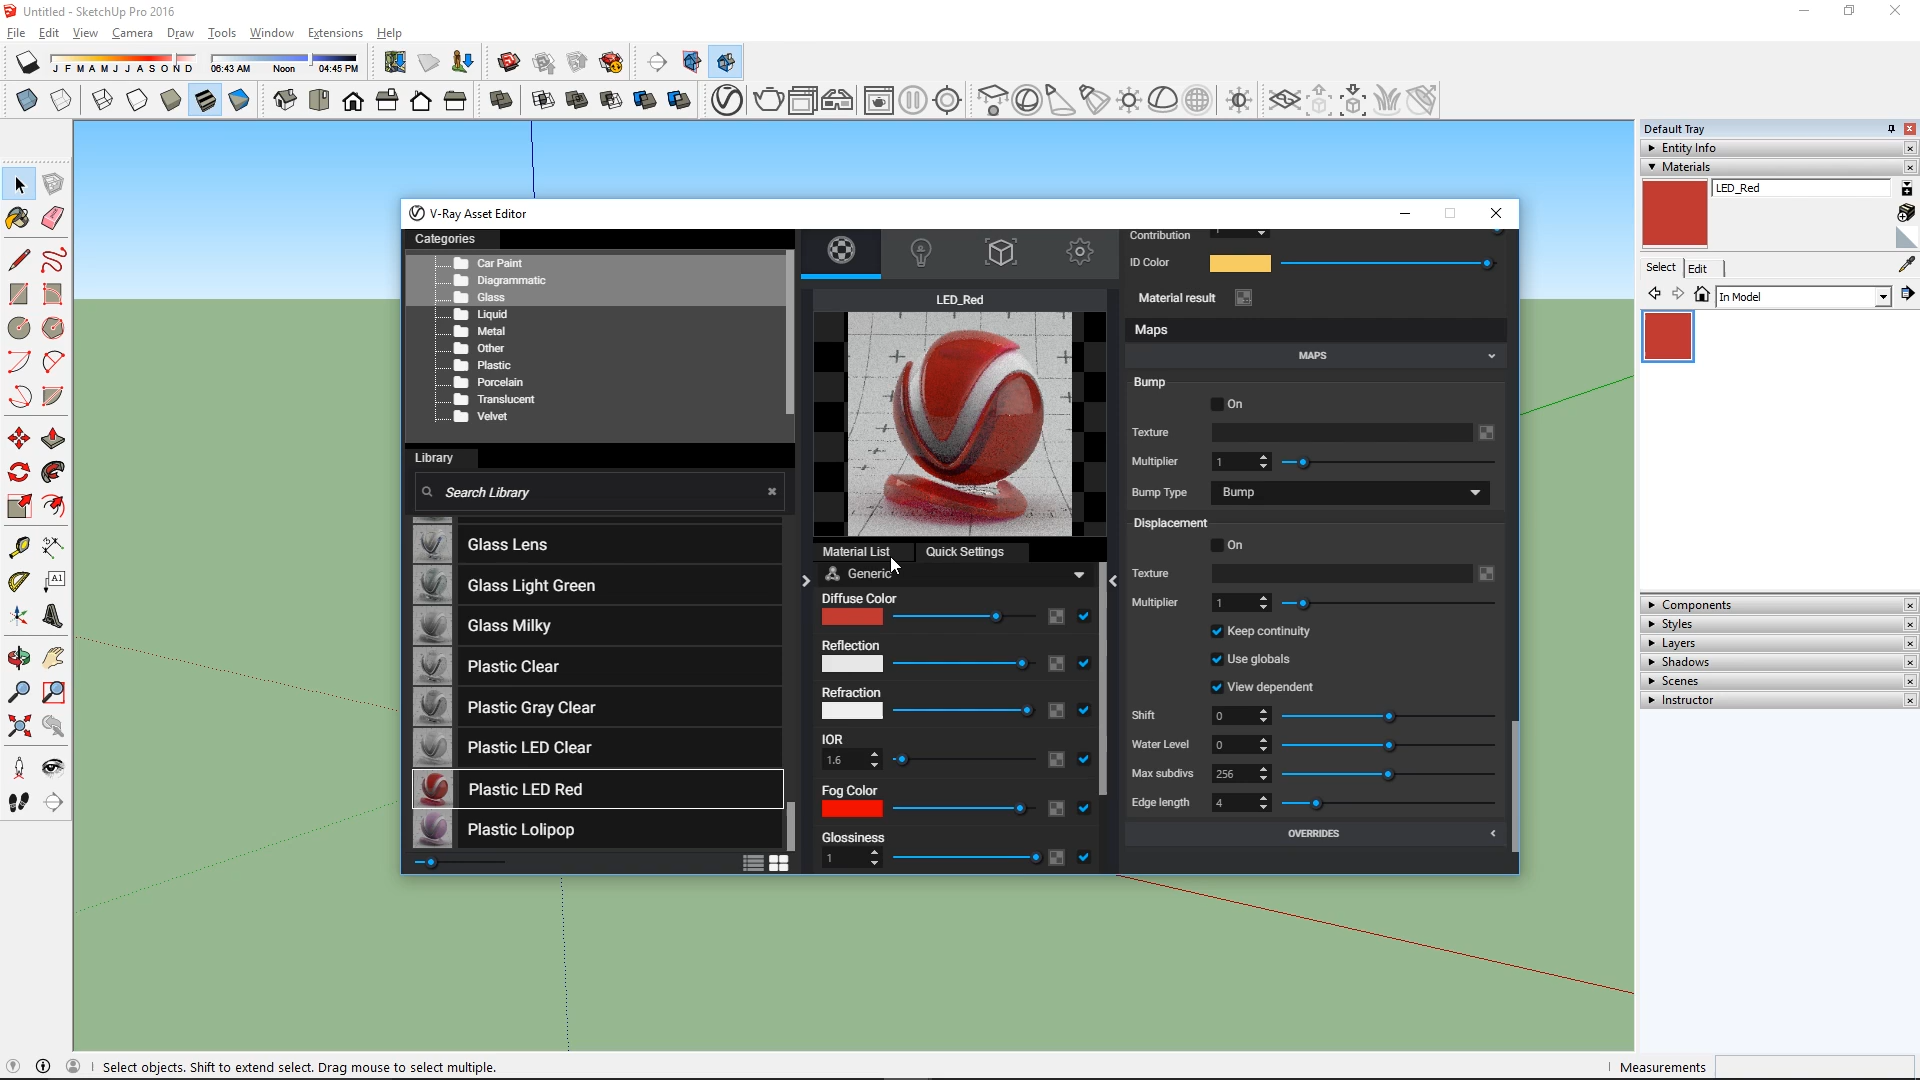 Untitled - SketchUp Pro 2016
File Edit View Camera Draw Tools Window Extensions Help
J F M A M J J A S O N D
06:43 AM Noon 04:45 PM
Default Tray
Entity Info
Materials
LED_Red
Select Edit
In Model
Components
Styles
Layers
Shadows
Scenes
Instructor
V-Ray Asset Editor
Categories
Car Paint
Diagrammatic
Glass
Liquid
Metal
Other
Plastic
Porcelain
Translucent
Velvet
Library
Search Library
Glass Lens
Glass Light Green
Glass Milky
Plastic Clear
Plastic Gray Clear
Plastic LED Clear
Plastic LED Red
Plastic Lolipop
LED_Red
Material List Quick Settings
Generic
Diffuse Color
Reflection
Refraction
IOR
1.6
Fog Color
Glossiness
1
Contribution
ID Color
Material result
Maps
MAPS
Bump
On
Texture
Multiplier 1
Bump Type Bump
Displacement
On
Texture
Multiplier 1
Keep continuity
Use globals
View dependent
Shift 0
Water Level 0
Max subdivs 256
Edge length 4
OVERRIDES
A1
Select objects. Shift to extend select. Drag mouse to select multiple.
Measurements